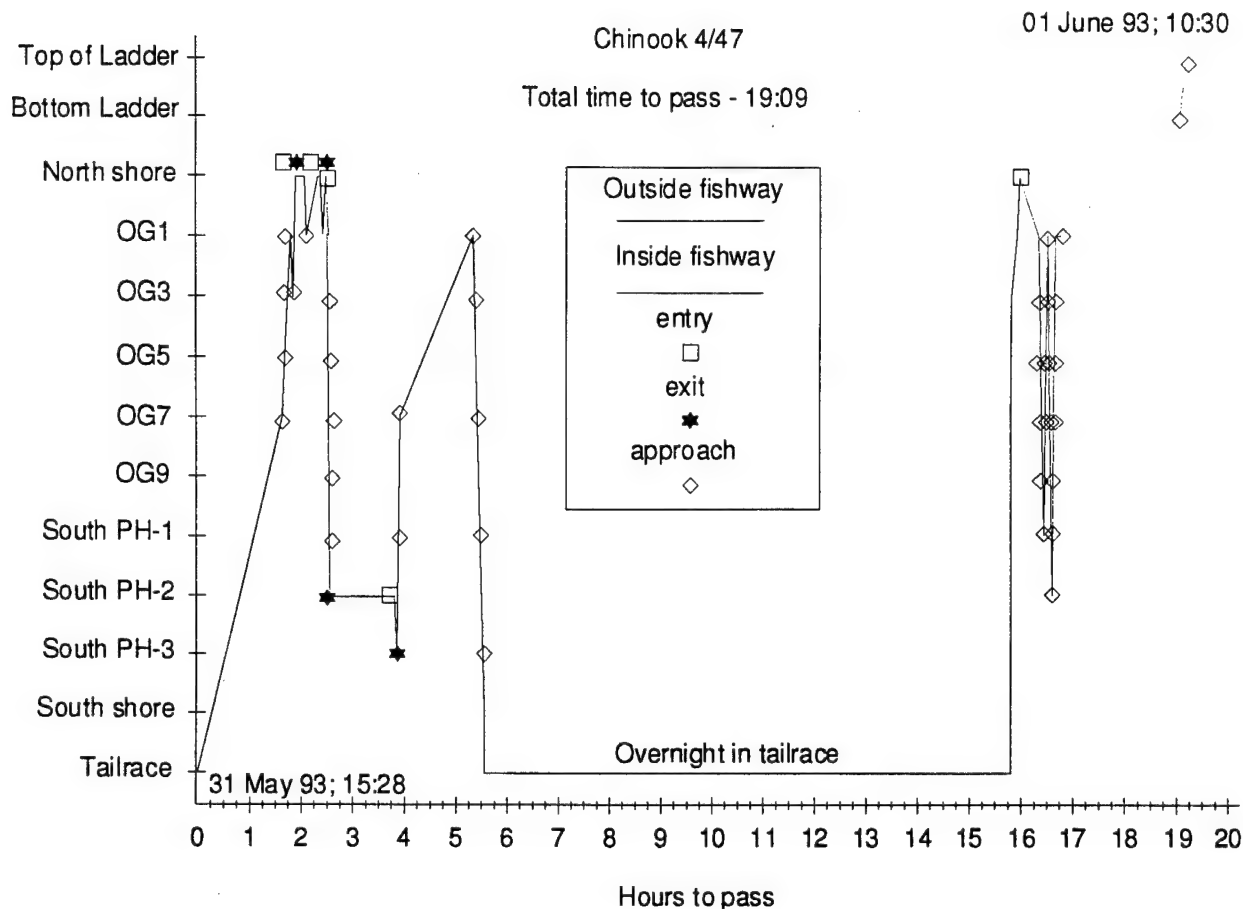 Chinook 4/47
01 June 93; 10:30
Total time to pass - 19:09
Top of Ladder
Bottom Ladder
North shore
OG1
OG3
OG5
OG7
OG9
South PH-1
South PH-2
South PH-3
South shore
Tailrace
Outside fishway
Inside fishway
entry
exit
approach
Overnight in tailrace
31 May 93; 15:28
0 1 2 3 4 5 6 7 8 9 10 11 12 13 14 15 16 17 18 19 20
Hours to pass